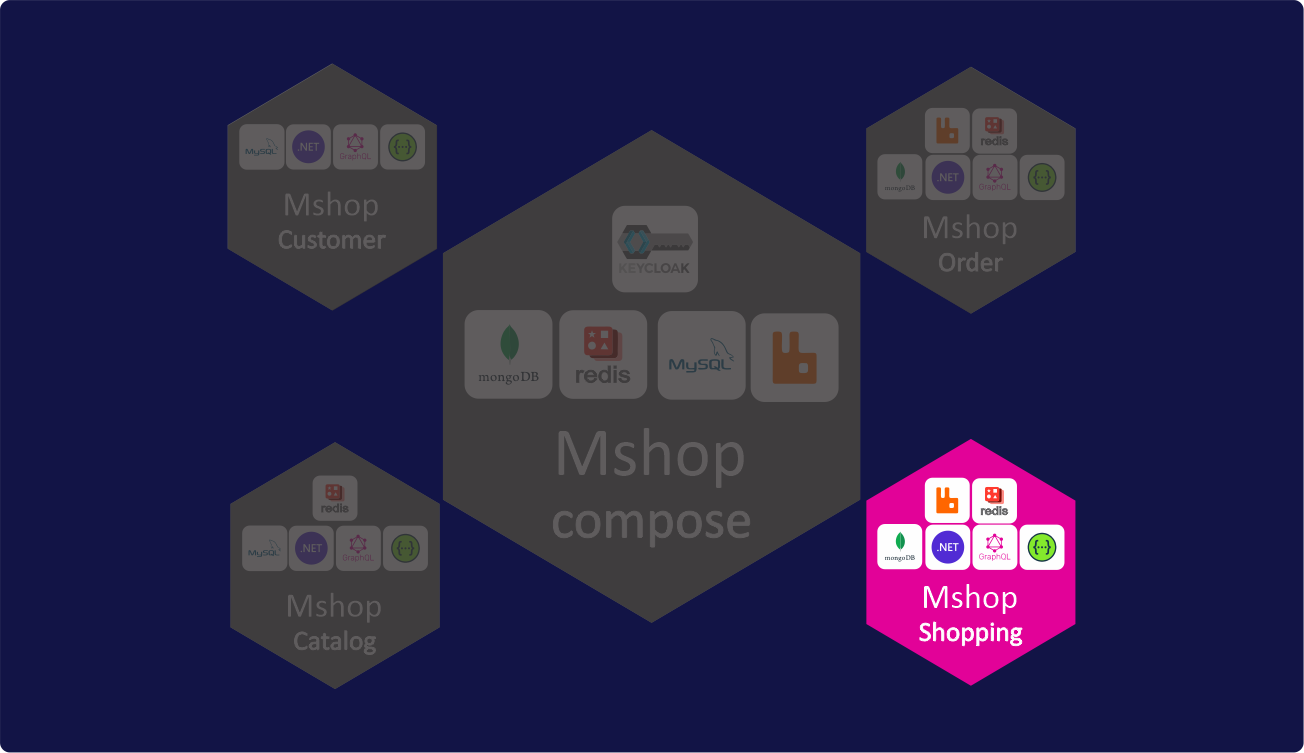 MySQL
.NET
GraphQL
{···}
Mshop
Customer
redis
mongoDB
.NET
GraphQL
{···}
Mshop
Order
KEYCLOAK
mongoDB
redis
MySQL
Mshop
compose
redis
MySQL
.NET
GraphQL
{···}
Mshop
Catalog
redis
mongoDB
.NET
GraphQL
{···}
Mshop
Shopping